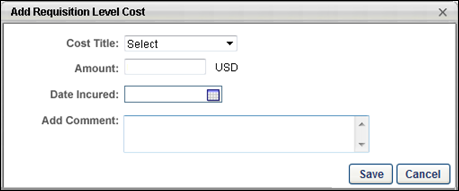 Add Requisition Level Cost
Cost Title: Select
Amount: USD
Date Incured:
Add Comment:
Save Cancel